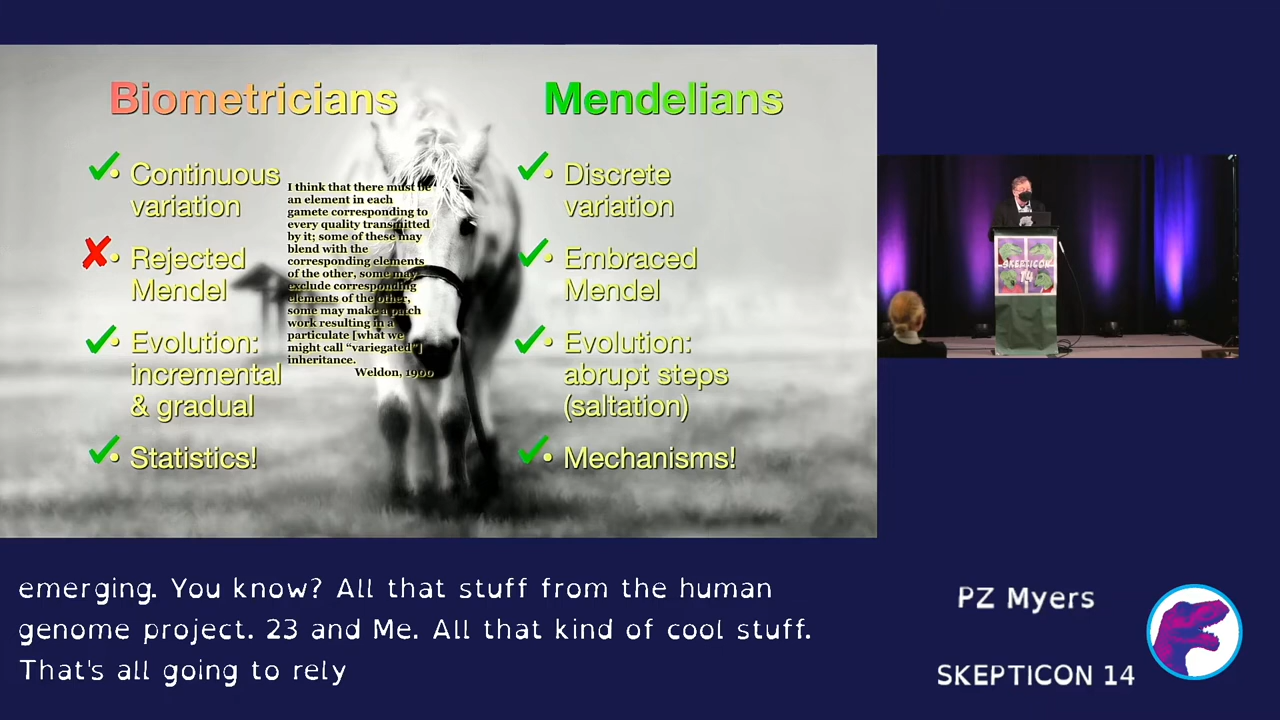 Biometricians
• Continuous
variation
• Rejected
Mendel
• Evolution:
incremental
& gradual
• Statistics!
I think that there must be
an element in each
gamete corresponding to
every quality transmitted
by it; some of these may
blend with the
corresponding elements
of the other, some may
exclude corresponding
elements of the other,
some may make a patch
work resulting in a
particulate [what we
might call “variegated”]
inheritance.
Weldon, 1900
Mendelians
• Discrete
variation
• Embraced
Mendel
• Evolution:
abrupt steps
(saltation)
• Mechanisms!
SKEPTICON
14
emerging. You know? All that stuff from the human
genome project. 23 and Me. All that kind of cool stuff.
That's all going to rely
PZ Myers
SKEPTICON 14